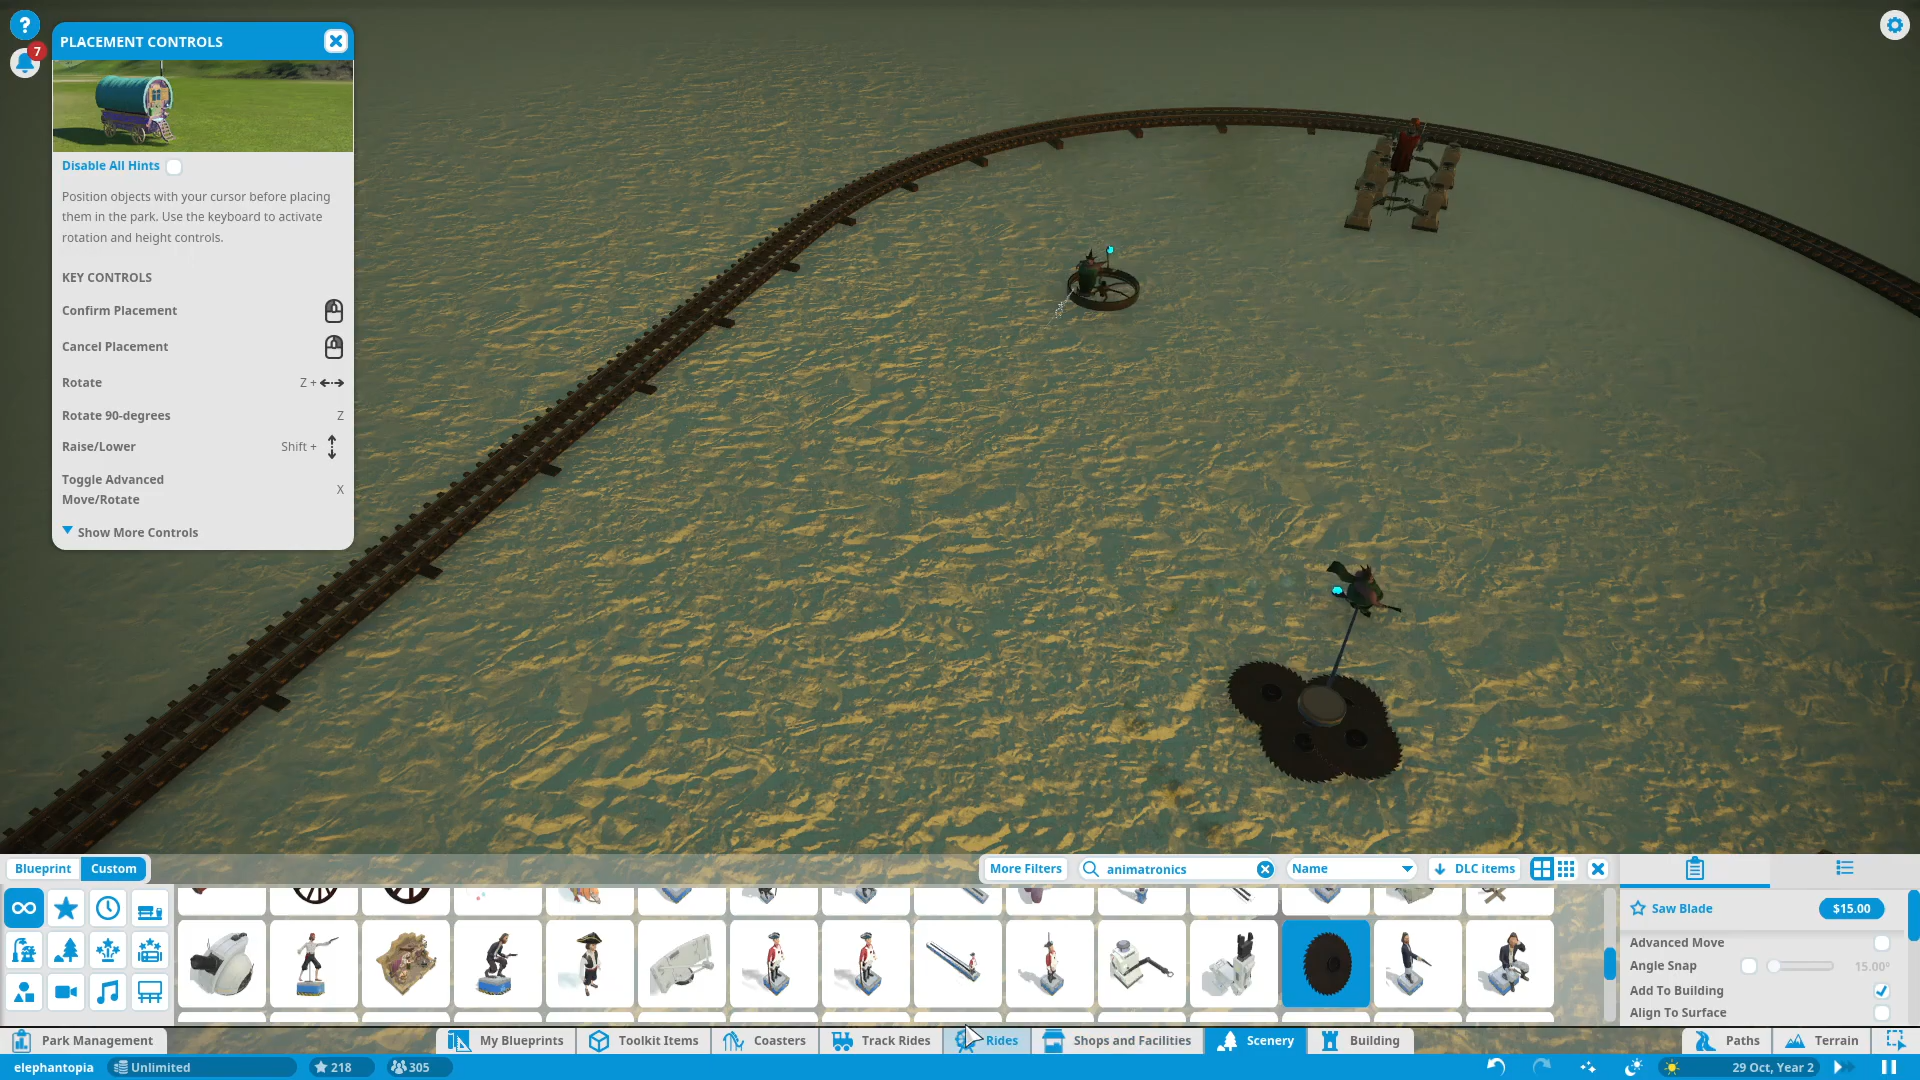 ?
7
PLACEMENT CONTROLS
Disable All Hints
Position objects with your cursor before placing
them in the park. Use the keyboard to activate
rotation and height controls.
KEY CONTROLS
Confirm Placement
Cancel Placement
Rotate Z +
Rotate 90-degrees Z
Raise/Lower Shift +
Toggle Advanced
Move/Rotate X
Show More Controls
Blueprint Custom More Filters animatronics Name DLC items
Saw Blade $15.00
Advanced Move
Angle Snap 15.00°
Add To Building
Align To Surface
Park Management My Blueprints Toolkit Items Coasters Track Rides Rides Shops and Facilities Scenery Building Paths Terrain
elephantopia Unlimited 218 305 29 Oct, Year 2